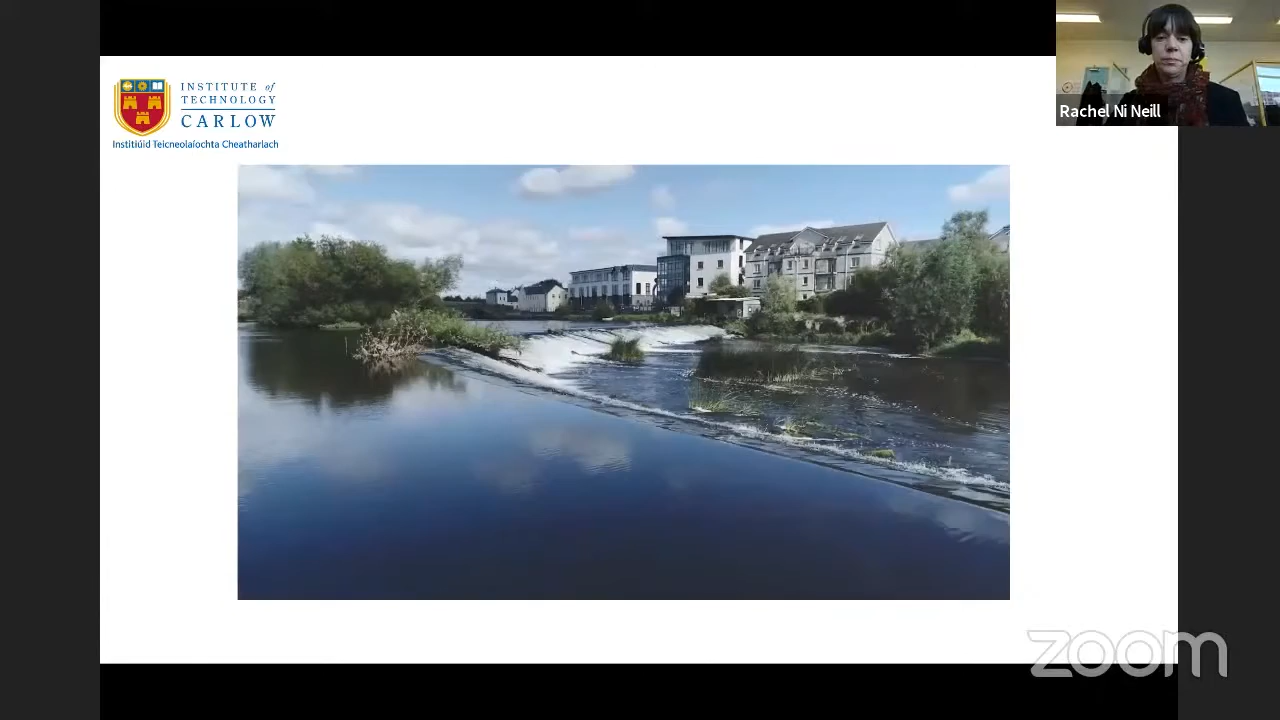 INSTITUTE of
TECHNOLOGY
CARLOW
Institiúid Teicneolaíochta Cheatharlach
Rachel Ni Neill
zoom